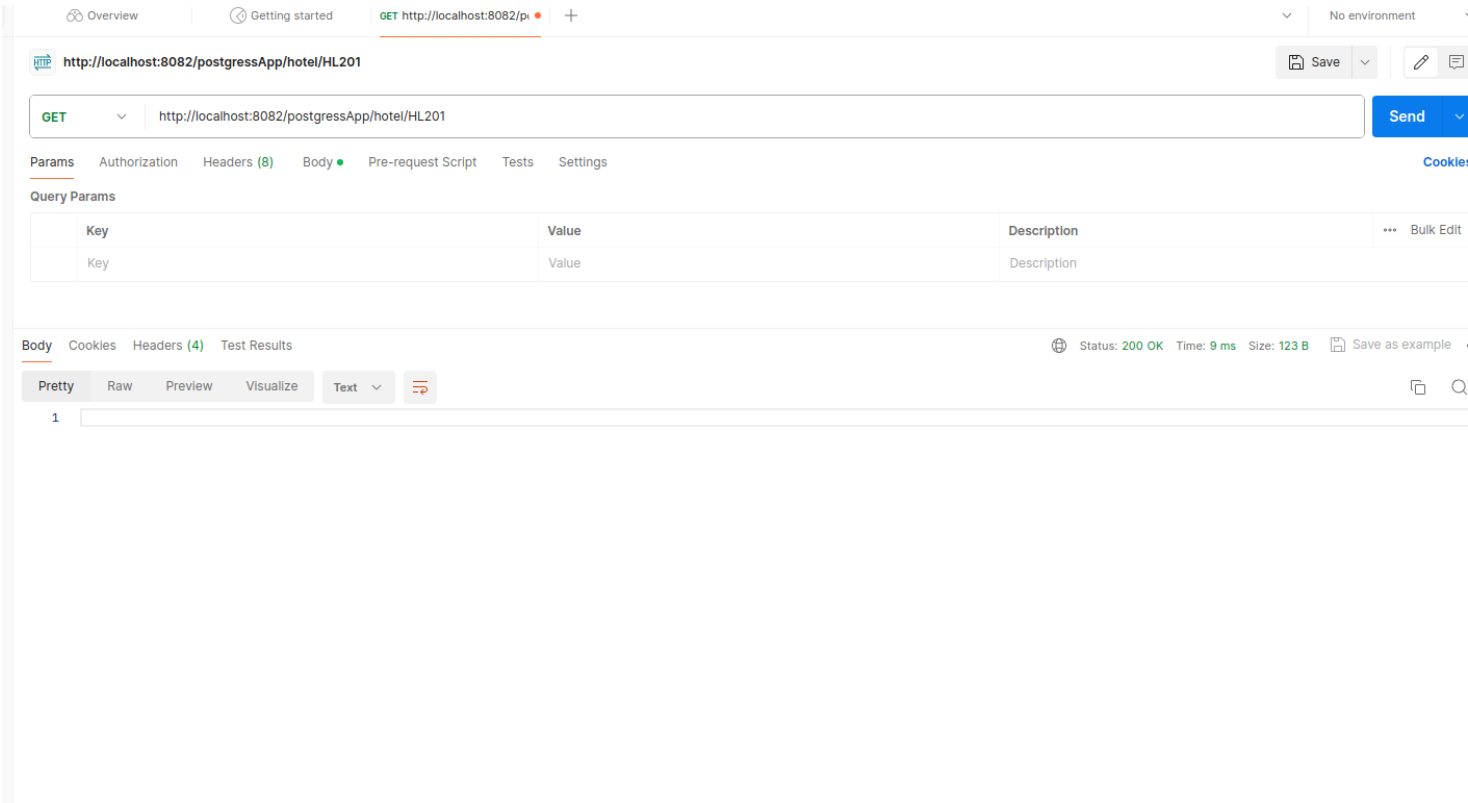 Overview Getting started GET http://localhost:8082/p No environment
HTTP http://localhost:8082/postgressApp/hotel/HL201 Save
GET http://localhost:8082/postgressApp/hotel/HL201 Send
Params Authorization Headers (8) Body Pre-request Script Tests Settings Cookies
Query Params
Key Value Description Bulk Edit
Key Value Description
Body Cookies Headers (4) Test Results Status: 200 OK Time: 9 ms Size: 123 B Save as example
Pretty Raw Preview Visualize Text
1